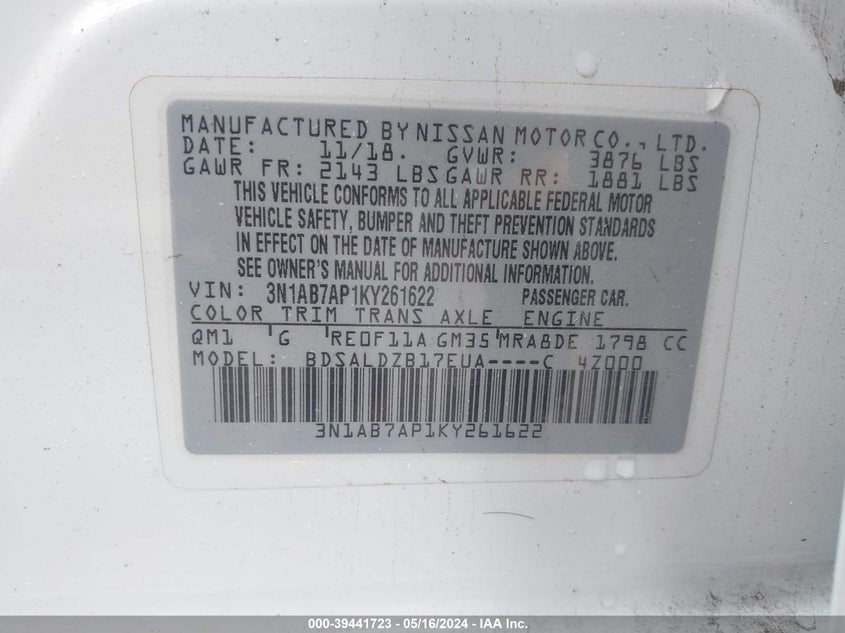 MANUFACTURED BY NISSAN MOTOR CO., LTD.
DATE: 11/18. GVWR: 3876 LBS
GAWR FR: 2143 LBS GAWR RR: 1881 LBS
THIS VEHICLE CONFORMS TO ALL APPLICABLE FEDERAL MOTOR
VEHICLE SAFETY, BUMPER AND THEFT PREVENTION STANDARDS
IN EFFECT ON THE DATE OF MANUFACTURE SHOWN ABOVE.
SEE OWNER'S MANUAL FOR ADDITIONAL INFORMATION.
VIN: 3N1AB7AP1KY261622 PASSENGER CAR.
COLOR TRIM TRANS AXLE ENGINE
QM1 G RE0F11A GM35 MRA8DE 1798 CC
MODEL: BDSALDZB17EUA----C 4Z000
3N1AB7AP1KY261622
000-39441723 - 05/16/2024 - IAA Inc.